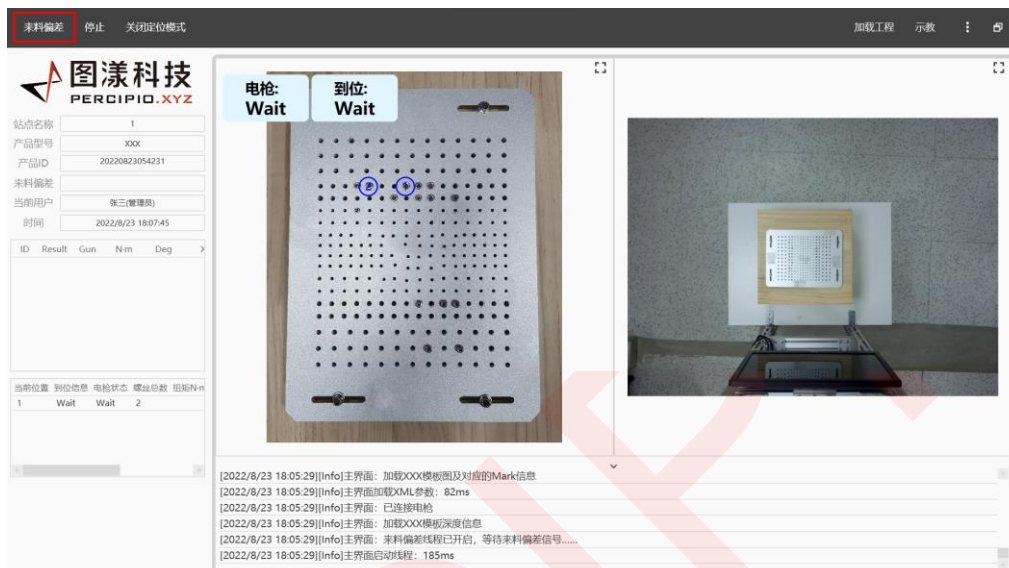 来料偏差 停止 关闭定位模式 加载工程 示教
图漾科技
PERCIPIO.XYZ
站点名称 1
产品型号 XXX
产品ID 20220823054231
来料偏差
当前用户 张三(管理员)
时间 2022/8/23 18:07:45
ID Result Gun N·m Deg
当前位置 到位信息 电枪状态 螺丝总数 扭矩N·m
1 Wait Wait 2
电枪: 到位:
Wait Wait
2 1
[2022/8/23 18:05:29][Info]主界面：加载XXX模板图及对应的Mark信息
[2022/8/23 18:05:29][Info]主界面加载XML参数：82ms
[2022/8/23 18:05:29][Info]主界面：已连接电枪
[2022/8/23 18:05:29][Info]主界面：加载XXX模板深度信息
[2022/8/23 18:05:29][Info]主界面：来料偏差线程已开启，等待来料偏差信号......
[2022/8/23 18:05:29][Info]主界面启动线程：185ms